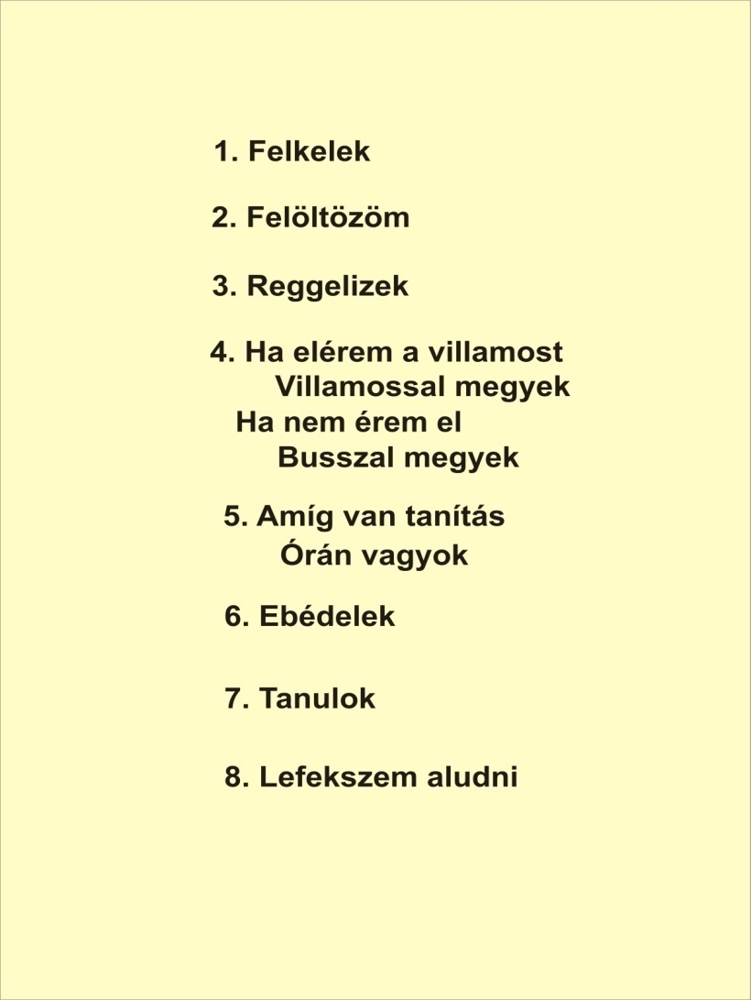 1. Felkelek
2. Felöltözöm
3. Reggelizek
4. Ha elérem a villamost
Villamossal megyek
Ha nem érem el
Busszal megyek
5. Amíg van tanítás
Órán vagyok
6. Ebédelek
7. Tanulok
8. Lefekszem aludni